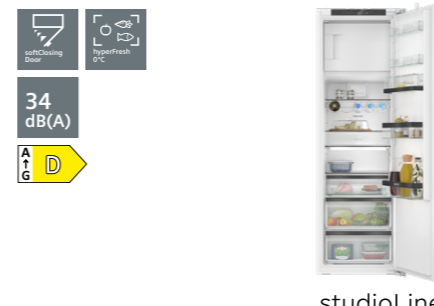 softClosing
Door
hyperFresh
0°C
34
dB(A)
A
↑
G
D
studioLine